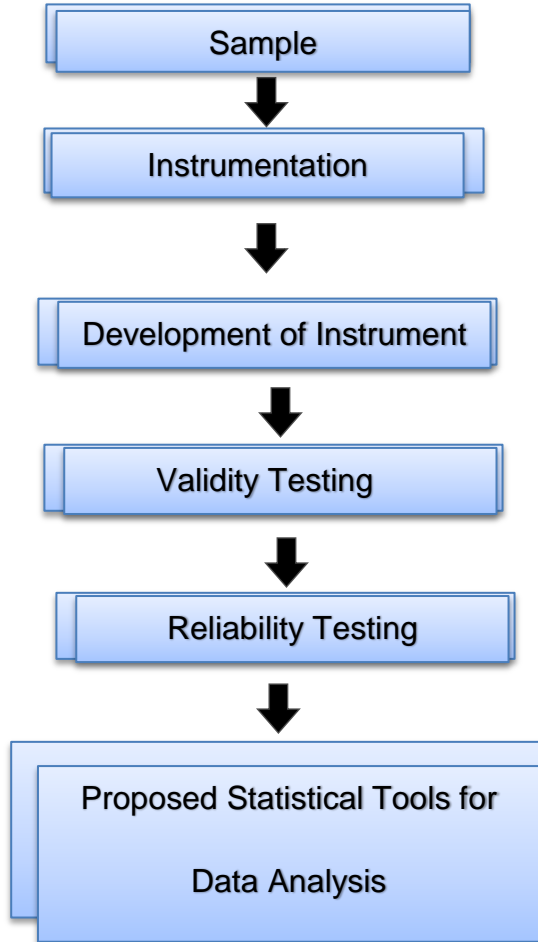 Sample
Instrumentation
Development of Instrument
Validity Testing
Reliability Testing
Proposed Statistical Tools for
Data Analysis